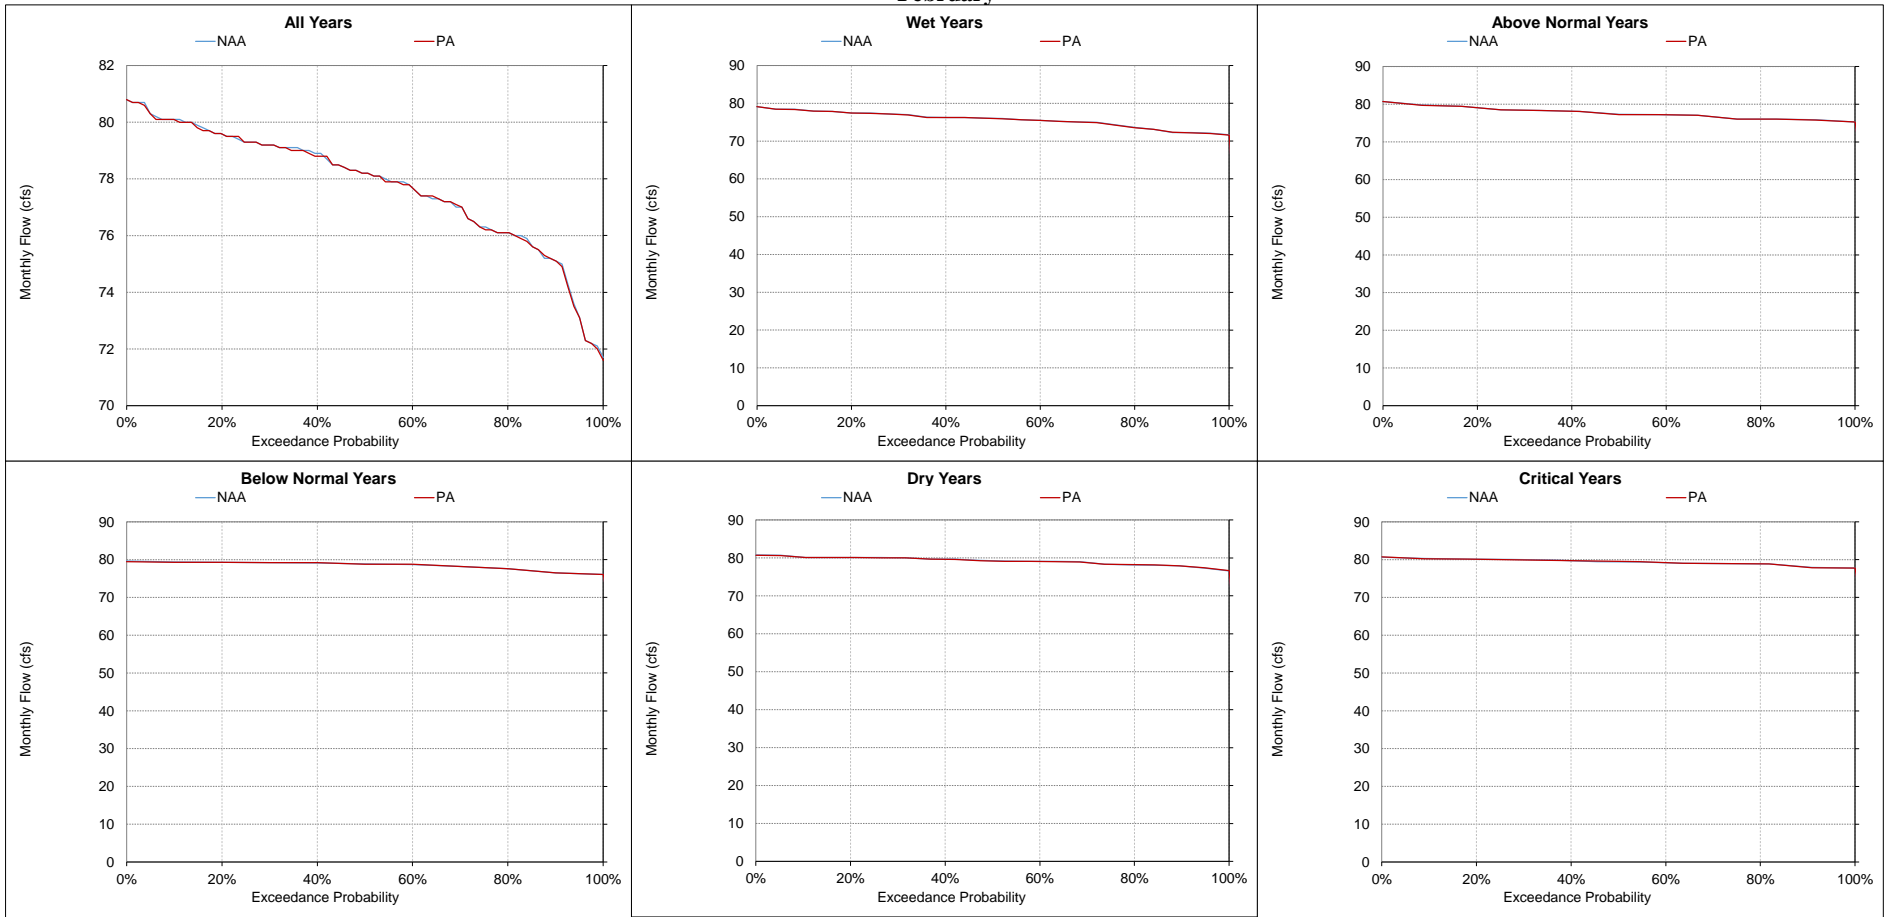 February
All Years
NAA PA
82
80
78
76
74
72
70
Monthly Flow (cfs)
0% 20% 40% 60% 80% 100%
Exceedance Probability
Wet Years
NAA PA
90
80
70
60
50
40
30
20
10
0
Monthly Flow (cfs)
0% 20% 40% 60% 80% 100%
Exceedance Probability
Above Normal Years
NAA PA
90
80
70
60
50
40
30
20
10
0
Monthly Flow (cfs)
0% 20% 40% 60% 80% 100%
Exceedance Probability
Below Normal Years
NAA PA
90
80
70
60
50
40
30
20
10
0
Monthly Flow (cfs)
0% 20% 40% 60% 80% 100%
Exceedance Probability
Dry Years
NAA PA
90
80
70
60
50
40
30
20
10
0
Monthly Flow (cfs)
0% 20% 40% 60% 80% 100%
Exceedance Probability
Critical Years
NAA PA
90
80
70
60
50
40
30
20
10
0
Monthly Flow (cfs)
0% 20% 40% 60% 80% 100%
Exceedance Probability